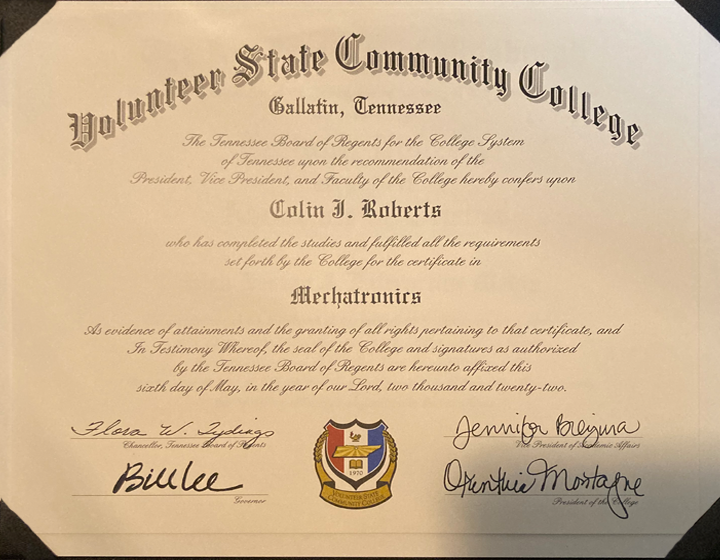 Volunteer State Community College
Gallatin, Tennessee
The Tennessee Board of Regents for the College System
of Tennessee upon the recommendation of the
President, Vice President, and Faculty of the College hereby confers upon
Colin J. Roberts
who has completed the studies and fulfilled all the requirements
set forth by the College for the certificate in
Mechatronics
As evidence of attainments and the granting of all rights pertaining to that certificate, and
In Testimony Whereof, the seal of the College and signatures as authorized
by the Tennessee Board of Regents are hereunto affixed this
sixth day of May, in the year of our Lord, two thousand and twenty-two.
Flora W. Tydings
Chancellor, Tennessee Board of Regents
Bill Lee
Governor
1970
VOLUNTEER STATE
COMMUNITY COLLEGE
Jennifer
Vice President of Academic Affairs
President of the College